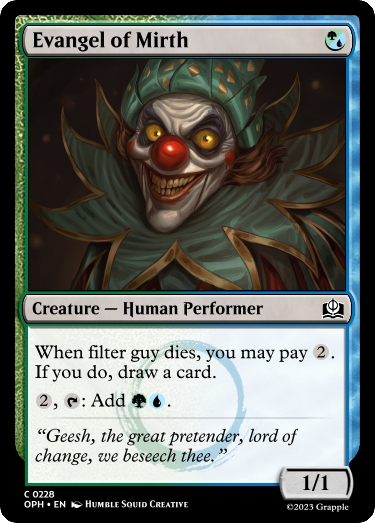 Evangel of Mirth
Creature — Human Performer
When filter guy dies, you may pay 2.
If you do, draw a card.
2, : Add .
“Geesh, the great pretender, lord of
change, we beseech thee.”
1/1
C 0228
OPH • EN Humble Squid Creative
©2023 Grapple